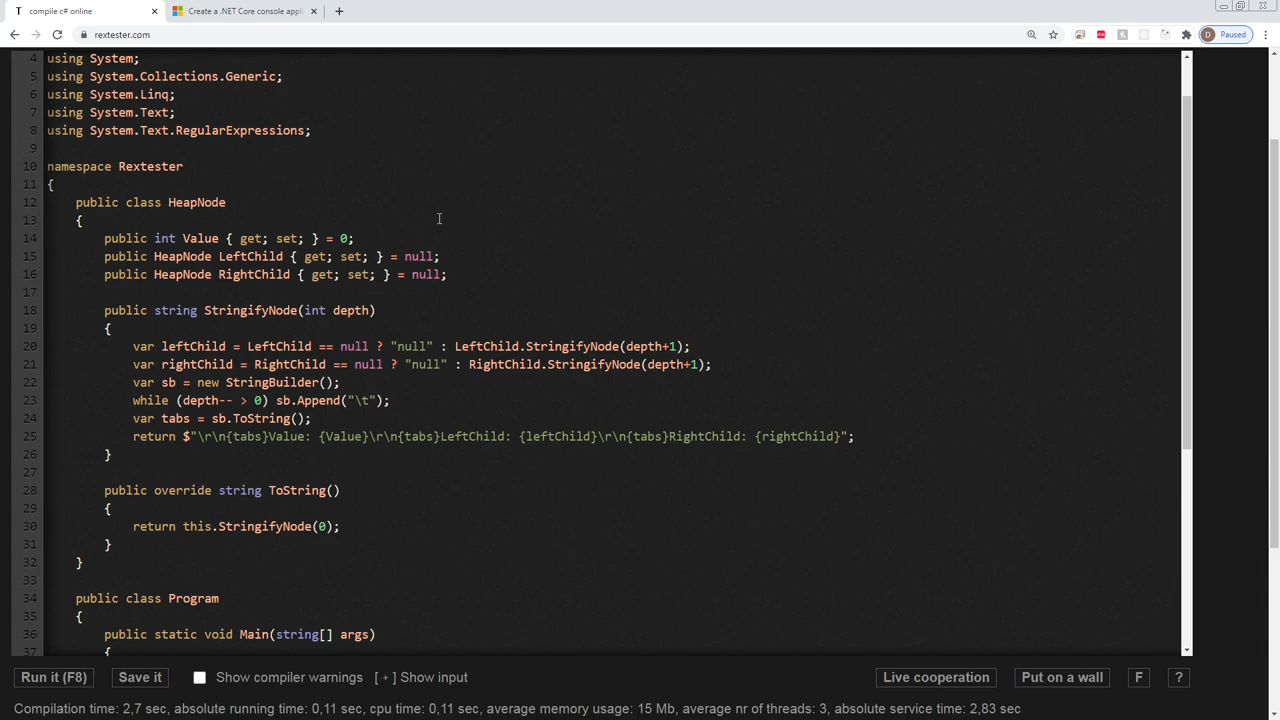 compile c# online
Create a .NET Core console appl
rextester.com
D Paused
4 using System;
5 using System.Collections.Generic;
6 using System.Linq;
7 using System.Text;
8 using System.Text.RegularExpressions;
9
10 namespace Rextester
11 {
12 public class HeapNode
13 {
14 public int Value { get; set; } = 0;
15 public HeapNode LeftChild { get; set; } = null;
16 public HeapNode RightChild { get; set; } = null;
17
18 public string StringifyNode(int depth)
19 {
20 var leftChild = LeftChild == null ? "null" : LeftChild.StringifyNode(depth+1);
21 var rightChild = RightChild == null ? "null" : RightChild.StringifyNode(depth+1);
22 var sb = new StringBuilder();
23 while (depth-- > 0) sb.Append("\t");
24 var tabs = sb.ToString();
25 return $"\r\n{tabs}Value: {Value}\r\n{tabs}LeftChild: {leftChild}\r\n{tabs}RightChild: {rightChild}";
26 }
27
28 public override string ToString()
29 {
30 return this.StringifyNode(0);
31 }
32 }
33
34 public class Program
35 {
36 public static void Main(string[] args)
37 {
Run it (F8) Save it Show compiler warnings [ + ] Show input Live cooperation Put on a wall F ?
Compilation time: 2,7 sec, absolute running time: 0,11 sec, cpu time: 0,11 sec, average memory usage: 15 Mb, average nr of threads: 3, absolute service time: 2,83 sec